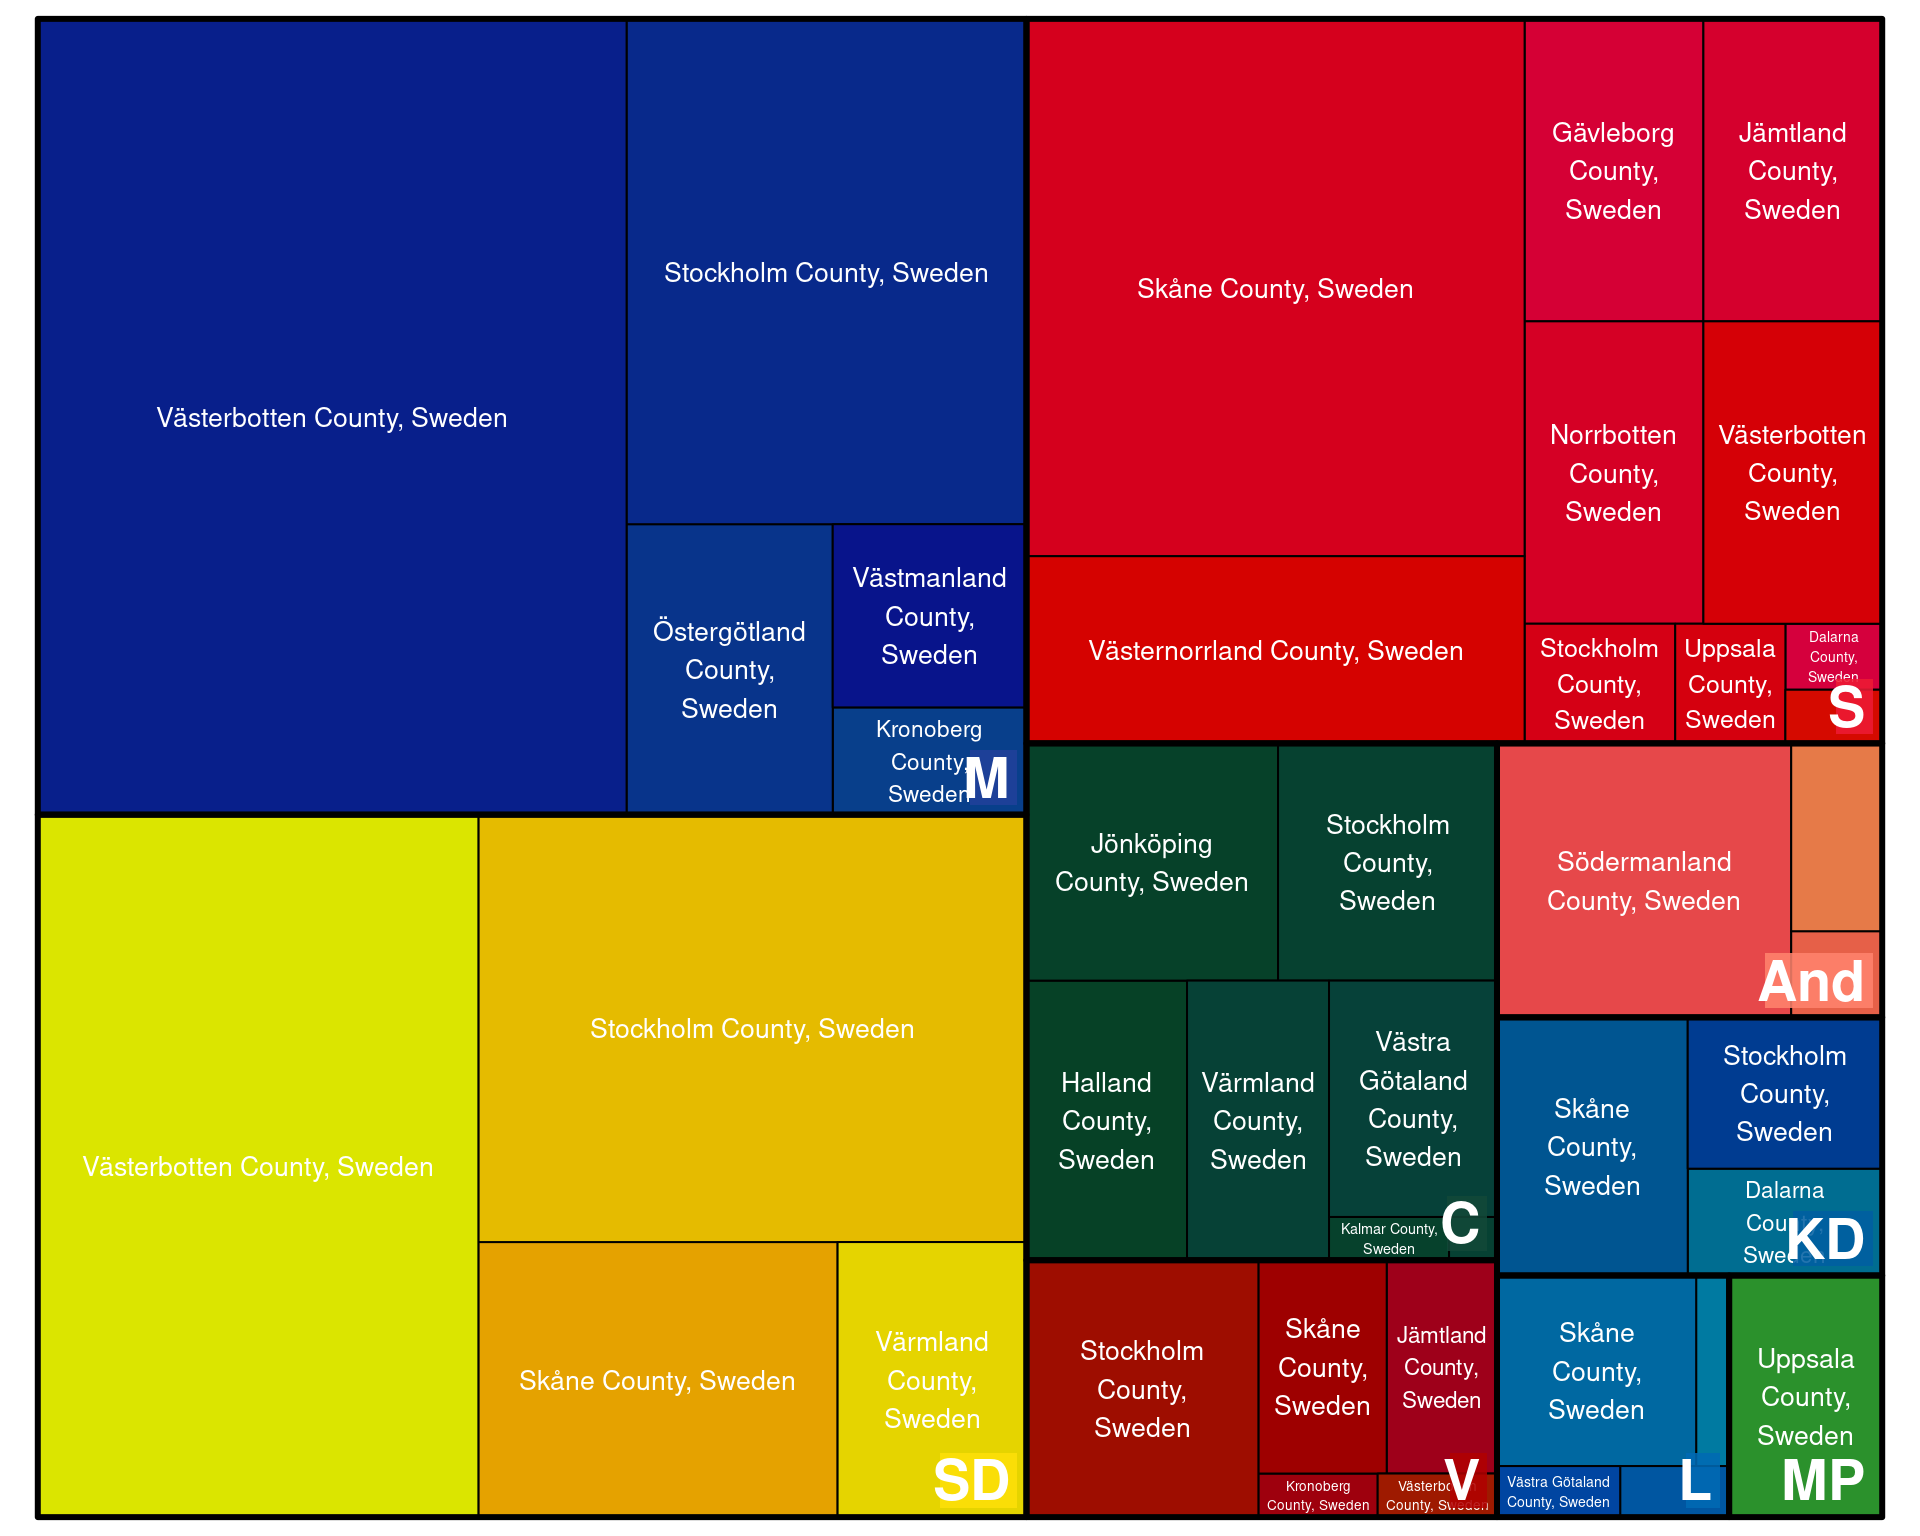 Västerbotten County, Sweden
Stockholm County, Sweden
Östergötland
County,
Sweden
Västmanland
County,
Sweden
Kronoberg
County,
Sweden
M
Skåne County, Sweden
Västernorrland County, Sweden
Gävleborg
County,
Sweden
Jämtland
County,
Sweden
Norrbotten
County,
Sweden
Västerbotten
County,
Sweden
Stockholm
County,
Sweden
Uppsala
County,
Sweden
Dalarna
County,
Sweden
S
Västerbotten County, Sweden
Stockholm County, Sweden
Skåne County, Sweden
Värmland
County,
Sweden
SD
Jönköping
County, Sweden
Stockholm
County,
Sweden
Halland
County,
Sweden
Värmland
County,
Sweden
Västra
Götaland
County,
Sweden
Kalmar County,
Sweden
C
Södermanland
County, Sweden
And
Skåne
County,
Sweden
Stockholm
County,
Sweden
Dalarna
County,
Sweden
KD
Stockholm
County,
Sweden
Skåne
County,
Sweden
Jämtland
County,
Sweden
Kronoberg
County, Sweden
Västerbotten
County, Sweden
V
Skåne
County,
Sweden
Västra Götaland
County, Sweden
L
Uppsala
County,
Sweden
MP